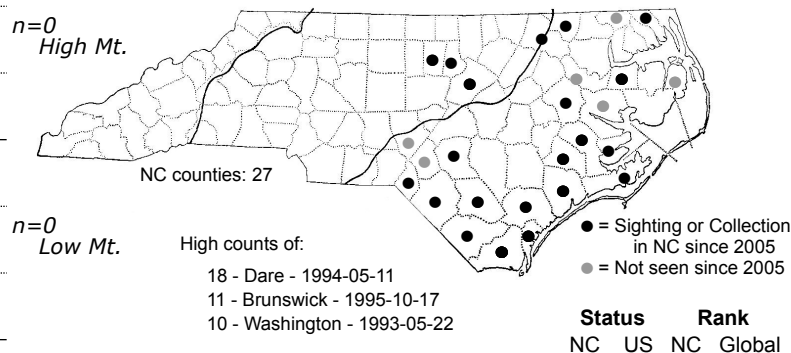 n=0
High Mt.
NC counties: 27
n=0
Low Mt.
High counts of:
18 - Dare - 1994-05-11
11 - Brunswick - 1995-10-17
10 - Washington - 1993-05-22
= Sighting or Collection
in NC since 2005
= Not seen since 2005
Status Rank
NC US NC Global